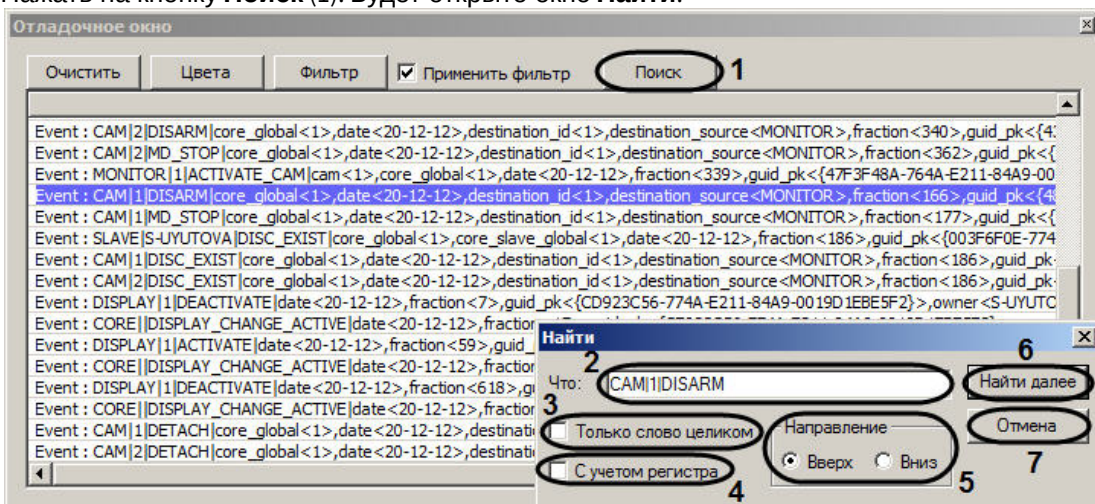 Нажать на кнопку Поиск (1). Будет открыто окно Найти.
Отладочное окно
Очистить Цвета Фильтр Применить фильтр Поиск 1
Event : CAM|2|DISARM|core_global<1>,date<20-12-12>,destination_id<1>,destination_source<MONITOR>,fraction<340>,guid_pk<{4
Event : CAM|2|MD_STOP|core_global<1>,date<20-12-12>,destination_id<1>,destination_source<MONITOR>,fraction<362>,guid_pk<{
Event : MONITOR|1|ACTIVATE_CAM|cam<1>,core_global<1>,date<20-12-12>,fraction<339>,guid_pk<{47F3F48A-764A-E211-84A9-00
Event : CAM|1|DISARM|core_global<1>,date<20-12-12>,destination_id<1>,destination_source<MONITOR>,fraction<166>,guid_pk<{4
Event : CAM|1|MD_STOP|core_global<1>,date<20-12-12>,destination_id<1>,destination_source<MONITOR>,fraction<177>,guid_pk<{
Event : SLAVE|S-UYUTOVA|DISC_EXIST|core_global<1>,core_slave_global<1>,date<20-12-12>,fraction<186>,guid_pk<{003F6F0E-774
Event : CAM|1|DISC_EXIST|core_global<1>,date<20-12-12>,destination_id<1>,destination_source<MONITOR>,fraction<186>,guid_pk
Event : CAM|2|DISC_EXIST|core_global<1>,date<20-12-12>,destination_id<1>,destination_source<MONITOR>,fraction<186>,guid_pk
Event : DISPLAY|1|DEACTIVATE|date<20-12-12>,fraction<7>,guid_pk<{CD923C56-774A-E211-84A9-0019D1EBE5F2}>,owner<S-UYUTO
Event : CORE||DISPLAY_CHANGE_ACTIVE|date<20-12-12>,fraction
Event : DISPLAY|1|ACTIVATE|date<20-12-12>,fraction<59>,guid_
Event : CORE||DISPLAY_CHANGE_ACTIVE|date<20-12-12>,fraction
Event : DISPLAY|1|DEACTIVATE|date<20-12-12>,fraction<618>,g
Event : CORE||DISPLAY_CHANGE_ACTIVE|date<20-12-12>,fraction
Event : CAM|1|DETACH|core_global<1>,date<20-12-12>,destinati
Event : CAM|2|DETACH|core_global<1>,date<20-12-12>,destinati
Найти
2 6
Что: CAM|1|DISARM Найти далее
3
Только слово целиком Направление Отмена
С учетом регистра Вверх Вниз 7
4 5